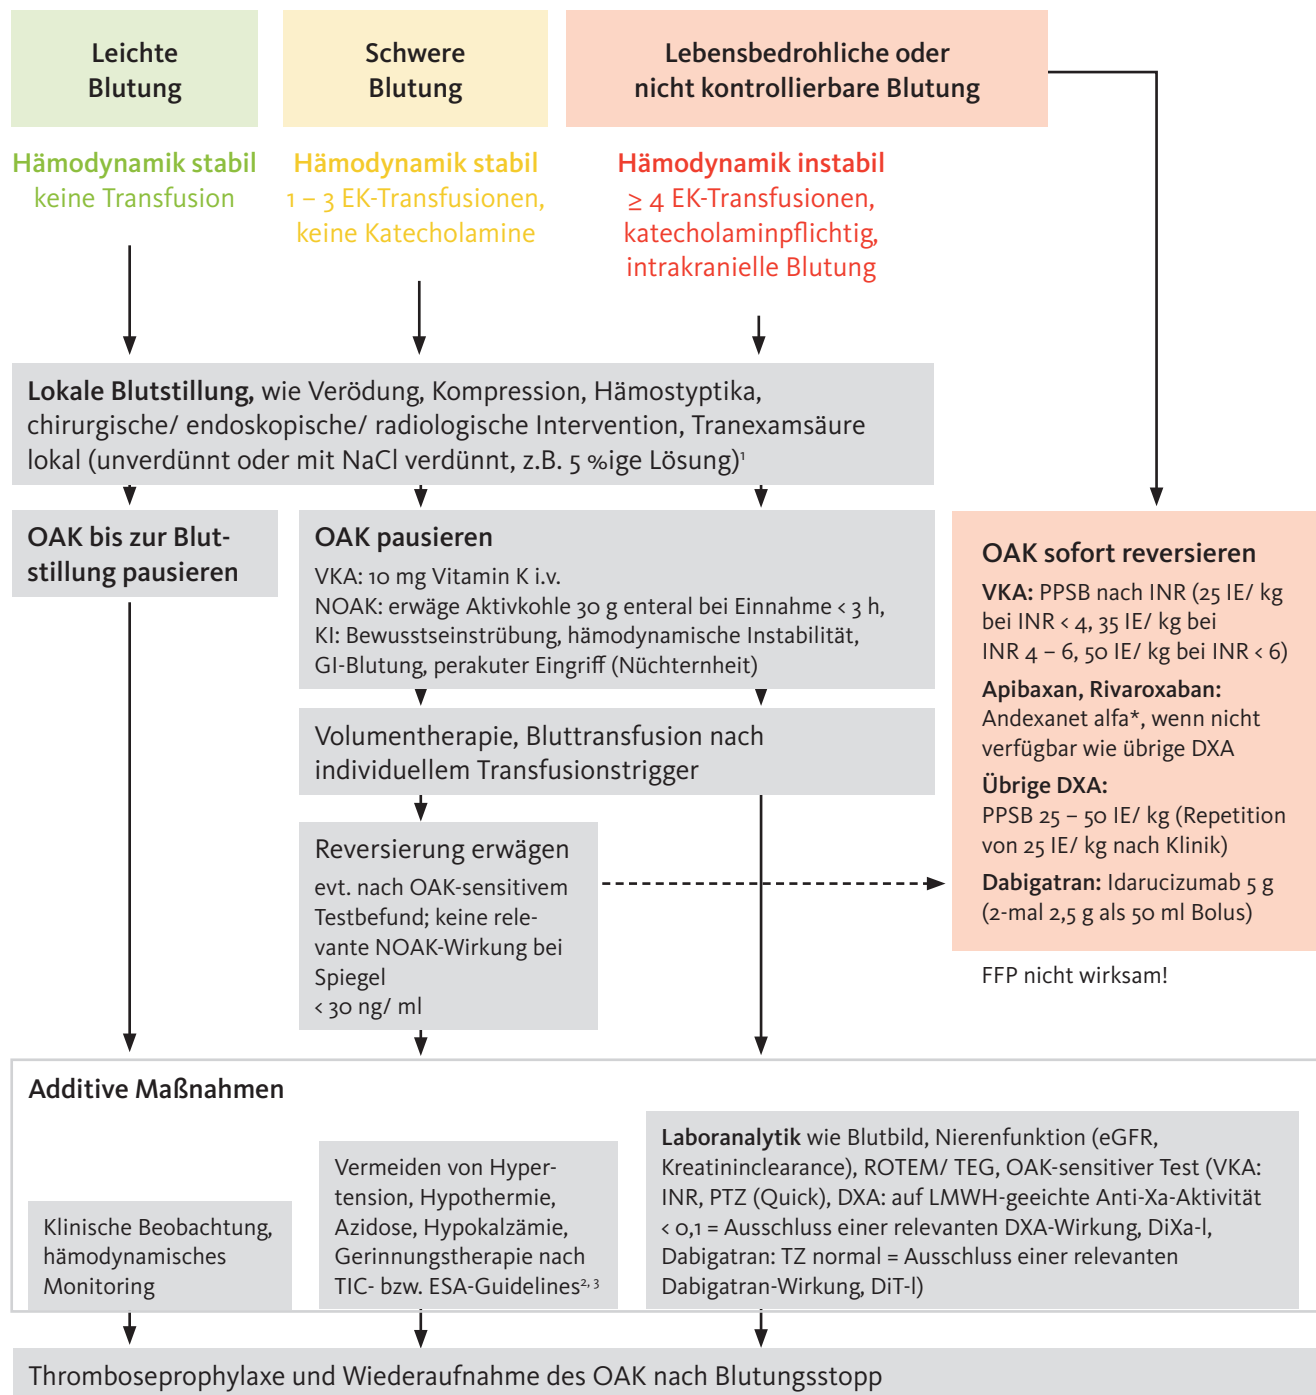 Leichte
Blutung
Schwere
Blutung
Lebensbedrohliche oder
nicht kontrollierbare Blutung
Hämodynamik stabil
keine Transfusion
Hämodynamik stabil
1 – 3 EK-Transfusionen,
keine Katecholamine
Hämodynamik instabil
≥ 4 EK-Transfusionen,
katecholaminpflichtig,
intrakranielle Blutung
Lokale Blutstillung, wie Verödung, Kompression, Hämostyptika,
chirurgische/ endoskopische/ radiologische Intervention, Tranexamsäure
lokal (unverdünnt oder mit NaCl verdünnt, z.B. 5 %ige Lösung)¹
OAK bis zur Blut-
stillung pausieren
OAK pausieren
VKA: 10 mg Vitamin K i.v.
NOAK: erwäge Aktivkohle 30 g enteral bei Einnahme < 3 h,
KI: Bewusstseinstrübung, hämodynamische Instabilität,
GI-Blutung, perakuter Eingriff (Nüchternheit)
Volumentherapie, Bluttransfusion nach
individuellem Transfusionstrigger
Reversierung erwägen
evt. nach OAK-sensitivem
Testbefund; keine rele-
vante NOAK-Wirkung bei
Spiegel
< 30 ng/ ml
OAK sofort reversieren
VKA: PPSB nach INR (25 IE/ kg
bei INR < 4, 35 IE/ kg bei
INR 4 – 6, 50 IE/ kg bei INR < 6)
Apibaxan, Rivaroxaban:
Andexanet alfa*, wenn nicht
verfügbar wie übrige DXA
Übrige DXA:
PPSB 25 – 50 IE/ kg (Repetition
von 25 IE/ kg nach Klinik)
Dabigatran: Idarucizumab 5 g
(2-mal 2,5 g als 50 ml Bolus)
FFP nicht wirksam!
Additive Maßnahmen
Klinische Beobachtung,
hämodynamisches
Monitoring
Vermeiden von Hyper-
tension, Hypothermie,
Azidose, Hypokalzämie,
Gerinnungstherapie nach
TIC- bzw. ESA-Guidelines²,³
Laboranalytik wie Blutbild, Nierenfunktion (eGFR,
Kreatininclearance), ROTEM/ TEG, OAK-sensitiver Test (VKA:
INR, PTZ (Quick), DXA: auf LMWH-geeichte Anti-Xa-Aktivität
< 0,1 = Ausschluss einer relevanten DXA-Wirkung, DiXa-l,
Dabigatran: TZ normal = Ausschluss einer relevanten
Dabigatran-Wirkung, DiT-l)
Thromboseprophylaxe und Wiederaufnahme des OAK nach Blutungsstopp